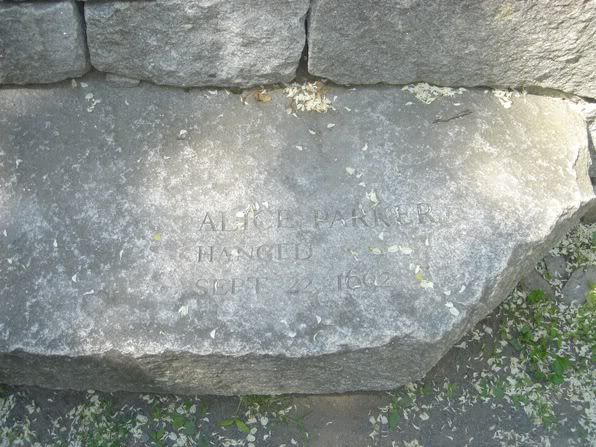 ALICE PARKER
HANGED
SEPT. 22, 1692